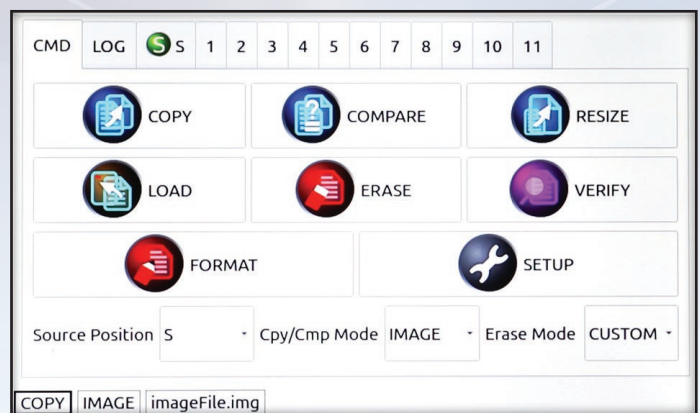 CMD LOG S S 1 2 3 4 5 6 7 8 9 10 11
COPY COMPARE RESIZE
LOAD ERASE VERIFY
FORMAT SETUP
Source Position S Cpy/Cmp Mode IMAGE Erase Mode CUSTOM
COPY IMAGE imageFile.img